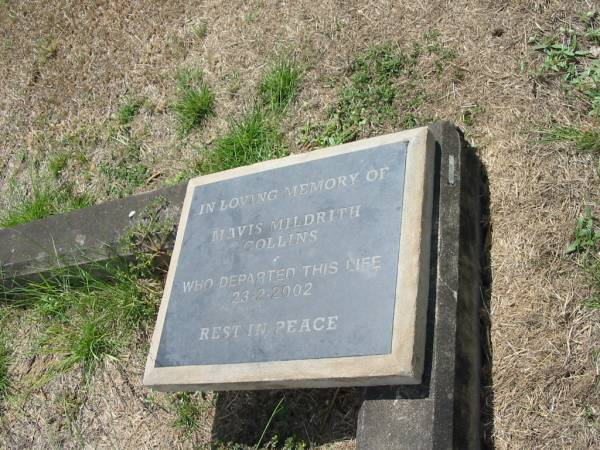 IN LOVING MEMORY OF
MAVIS MILDRITH
COLLINS
WHO DEPARTED THIS LIFE
23-2-2002
REST IN PEACE